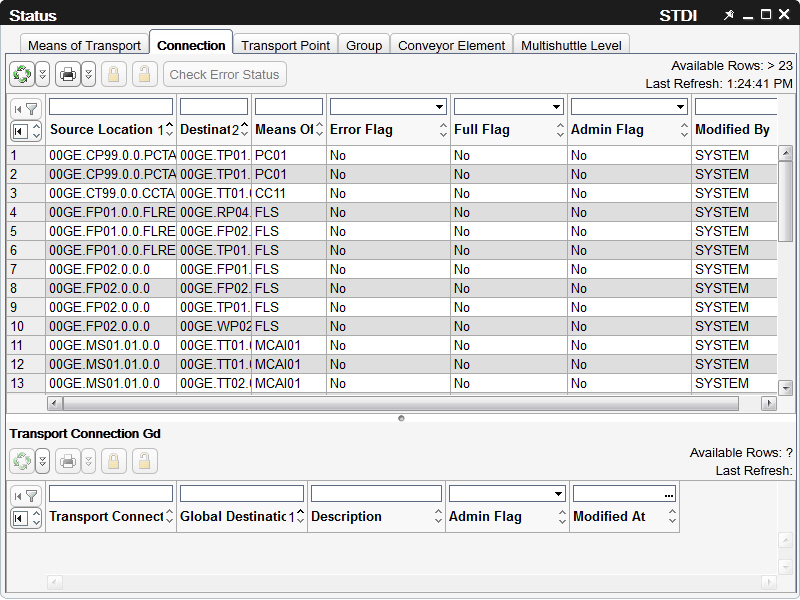 Status STDI
Means of Transport Connection Transport Point Group Conveyor Element Multishuttle Level
Check Error Status
Available Rows: > 23
Last Refresh: 1:24:41 PM
Source Location 1 Destinat 2 Means Of Error Flag Full Flag Admin Flag Modified By
1 00GE.CP99.0.0.PCTA 00GE.TP01. PC01 No No No SYSTEM
2 00GE.CP99.0.0.PCTA 00GE.TP01. PC01 No No No SYSTEM
3 00GE.CT99.0.0.CCTA 00GE.TT01.0 CC11 No No No SYSTEM
4 00GE.FP01.0.0.FLRE 00GE.RP04. FLS No No No SYSTEM
5 00GE.FP01.0.0.FLRE 00GE.FP02. FLS No No No SYSTEM
6 00GE.FP01.0.0.FLRE 00GE.TP01. FLS No No No SYSTEM
7 00GE.FP02.0.0.0 00GE.FP01. FLS No No No SYSTEM
8 00GE.FP02.0.0.0 00GE.FP02. FLS No No No SYSTEM
9 00GE.FP02.0.0.0 00GE.TP01. FLS No No No SYSTEM
10 00GE.FP02.0.0.0 00GE.WP02 FLS No No No SYSTEM
11 00GE.MS01.01.0.0 00GE.TT01.0 MCAI01 No No No SYSTEM
12 00GE.MS01.01.0.0 00GE.TT01.0 MCAI01 No No No SYSTEM
13 00GE.MS01.01.0.0 00GE.TT02.0 MCAI01 No No No SYSTEM
Transport Connection Gd
Available Rows: ?
Last Refresh:
...
Transport Connect Global Destinatic 1 Description Admin Flag Modified At